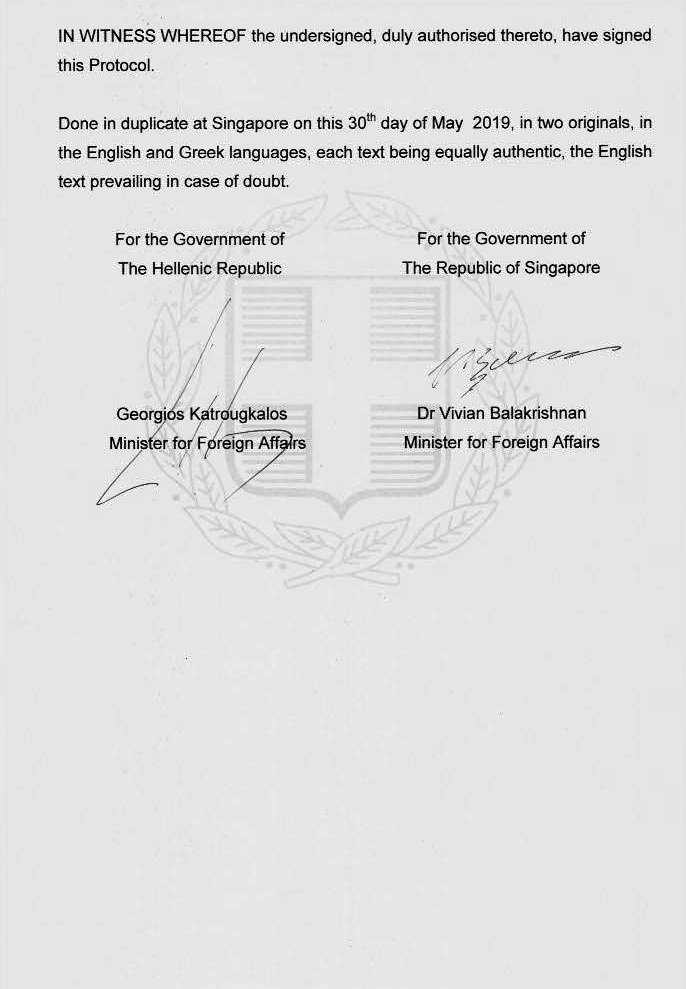 IN WITNESS WHEREOF the undersigned, duly authorised thereto, have signed
this Protocol.
Done in duplicate at Singapore on this 30th day of May 2019, in two originals, in
the English and Greek languages, each text being equally authentic, the English
text prevailing in case of doubt.
For the Government of
The Hellenic Republic
Georgios Katrougkalos
Minister for Foreign Affairs
For the Government of
The Republic of Singapore
Dr Vivian Balakrishnan
Minister for Foreign Affairs